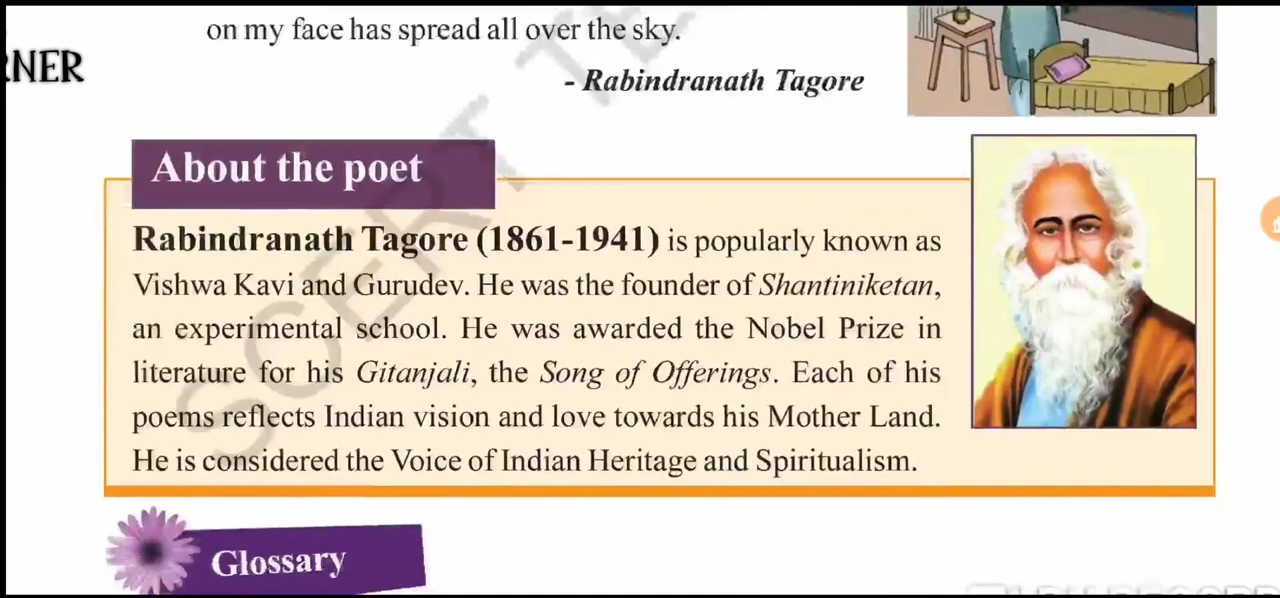 on my face has spread all over the sky.
RNER
- Rabindranath Tagore
About the poet
Rabindranath Tagore (1861-1941) is popularly known as
Vishwa Kavi and Gurudev. He was the founder of Shantiniketan,
an experimental school. He was awarded the Nobel Prize in
literature for his Gitanjali, the Song of Offerings. Each of his
poems reflects Indian vision and love towards his Mother Land.
He is considered the Voice of Indian Heritage and Spiritualism.
SCERT TE
Glossary